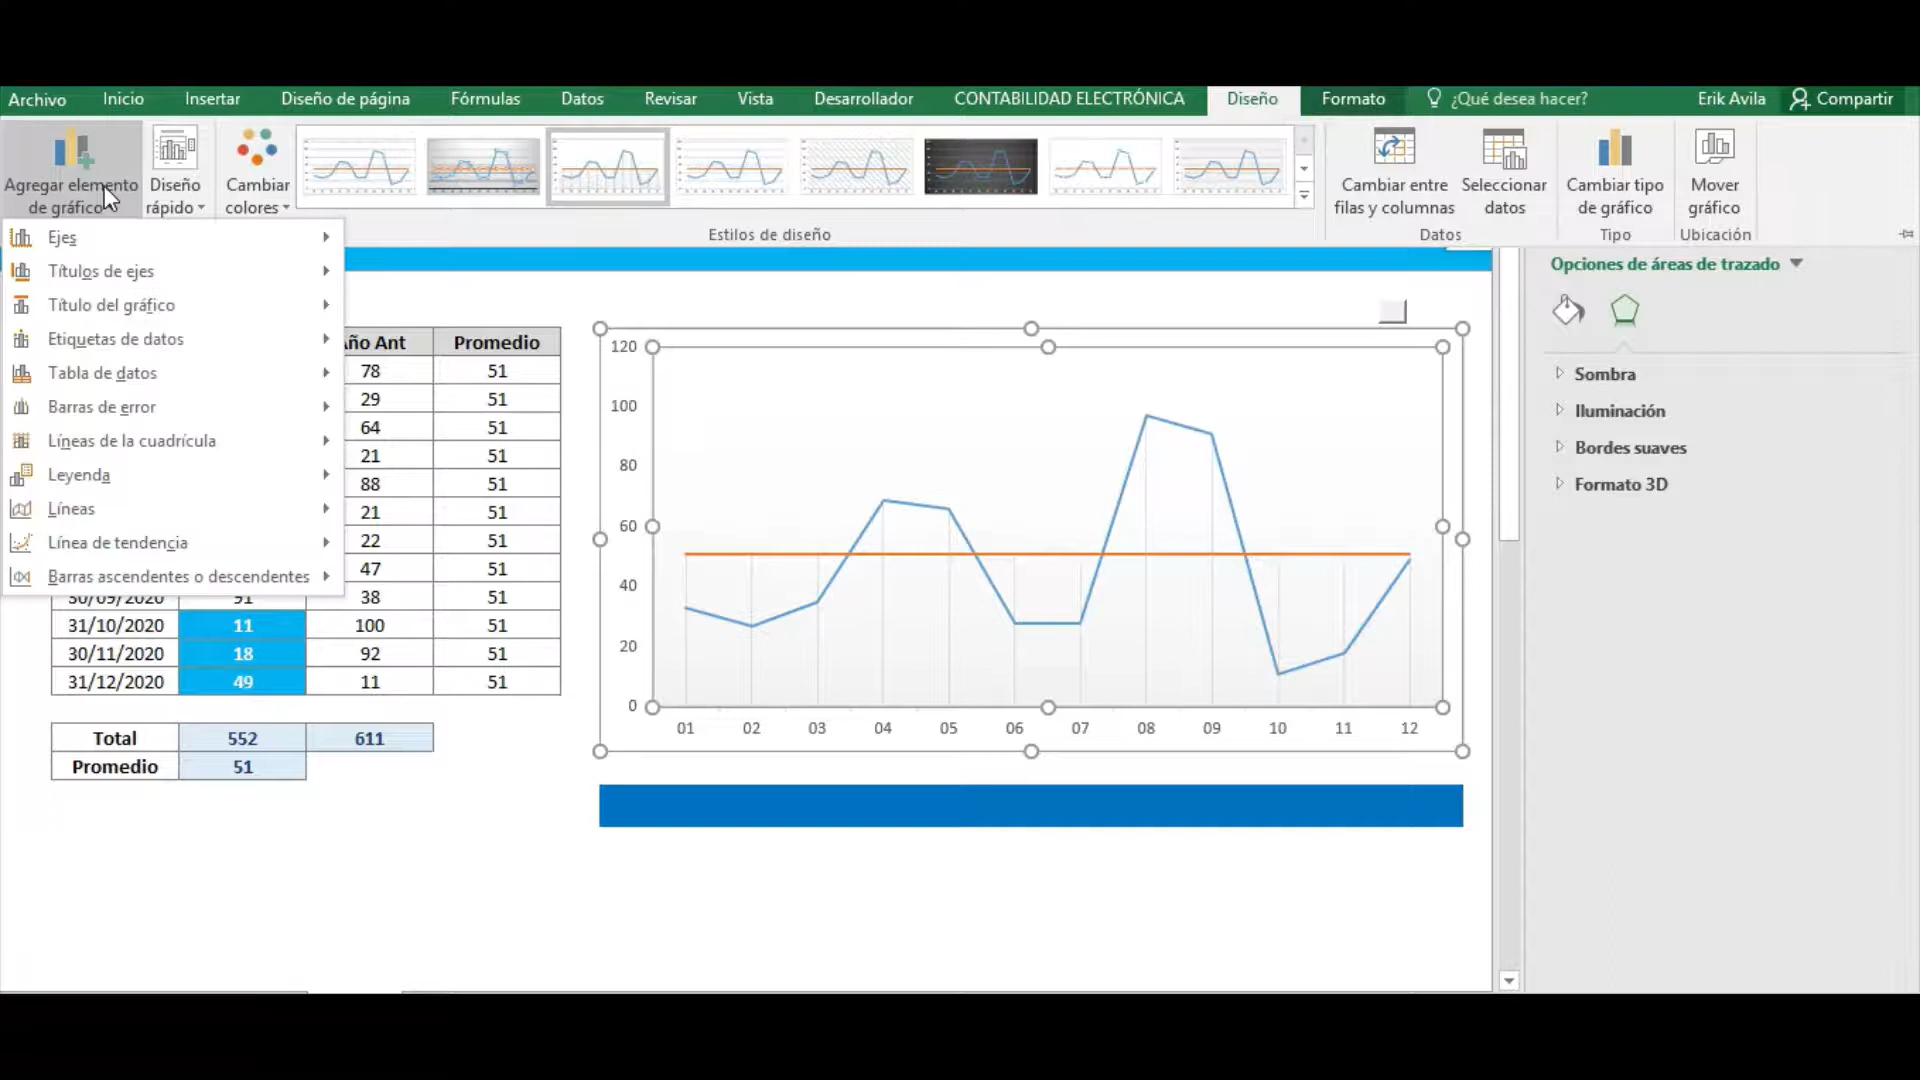 Archivo Inicio Insertar Diseño de página Fórmulas Datos Revisar Vista Desarrollador CONTABILIDAD ELECTRÓNICA Diseño Formato ¿Qué desea hacer? Erik Avila Compartir
Agregar elemento de gráfico
Diseño rápido
Cambiar colores
Cambiar entre filas y columnas
Seleccionar datos
Cambiar tipo de gráfico
Mover gráfico
Estilos de diseño Datos Tipo Ubicación
Ejes
Títulos de ejes
Título del gráfico
Etiquetas de datos
Tabla de datos
Barras de error
Líneas de la cuadrícula
Leyenda
Líneas
Línea de tendencia
Barras ascendentes o descendentes
Año Ant Promedio
78 51
29 51
64 51
21 51
88 51
21 51
22 51
47 51
30/09/2020 91 38 51
31/10/2020 11 100 51
30/11/2020 18 92 51
31/12/2020 49 11 51
Total 552 611
Promedio 51
120
100
80
60
40
20
0
01 02 03 04 05 06 07 08 09 10 11 12
Opciones de áreas de trazado
Sombra
Iluminación
Bordes suaves
Formato 3D